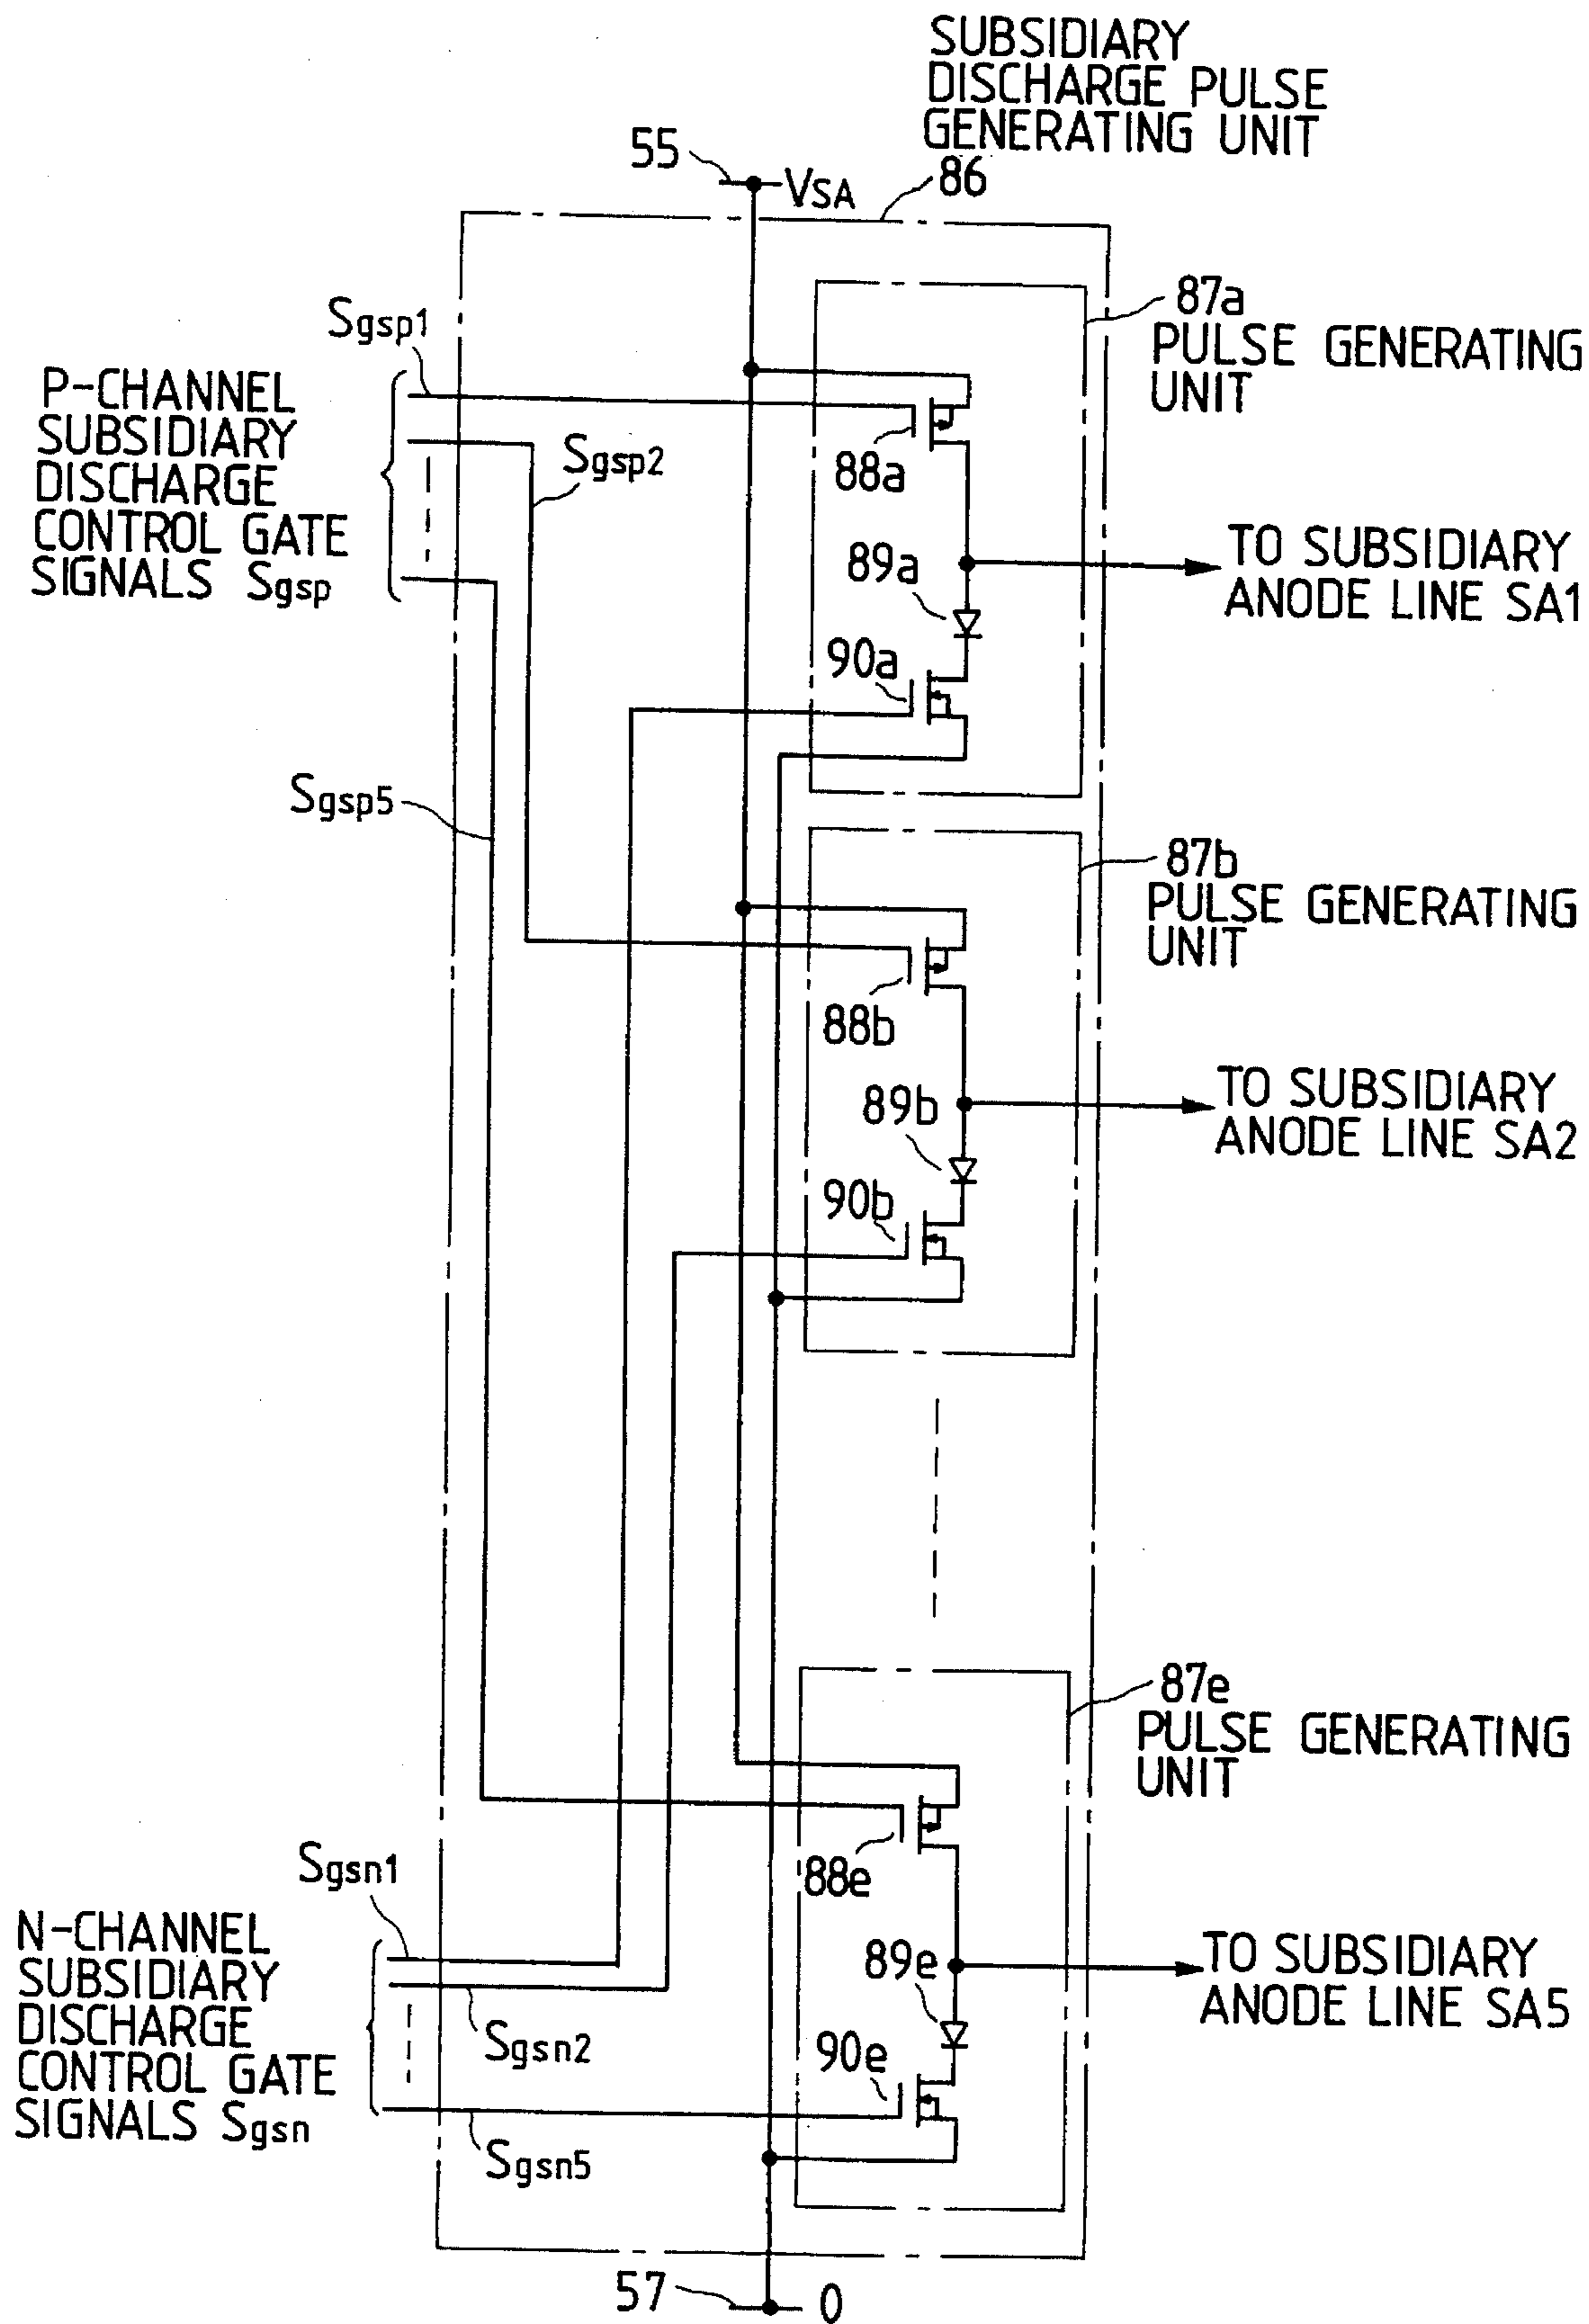 SUBSIDIARY
DISCHARGE PULSE
GENERATING UNIT
86
55
VSA
87a
PULSE GENERATING
UNIT
Sgsp1
P-CHANNEL
SUBSIDIARY
DISCHARGE
CONTROL GATE
SIGNALS Sgsp
Sgsp2
88a
89a
TO SUBSIDIARY
ANODE LINE SA1
90a
Sgsp5
87b
PULSE GENERATING
UNIT
88b
89b
TO SUBSIDIARY
ANODE LINE SA2
90b
87e
PULSE GENERATING
UNIT
88e
Sgsn1
N-CHANNEL
SUBSIDIARY
DISCHARGE
CONTROL GATE
SIGNALS Sgsn
89e
TO SUBSIDIARY
ANODE LINE SA5
Sgsn2
90e
Sgsn5
57
0